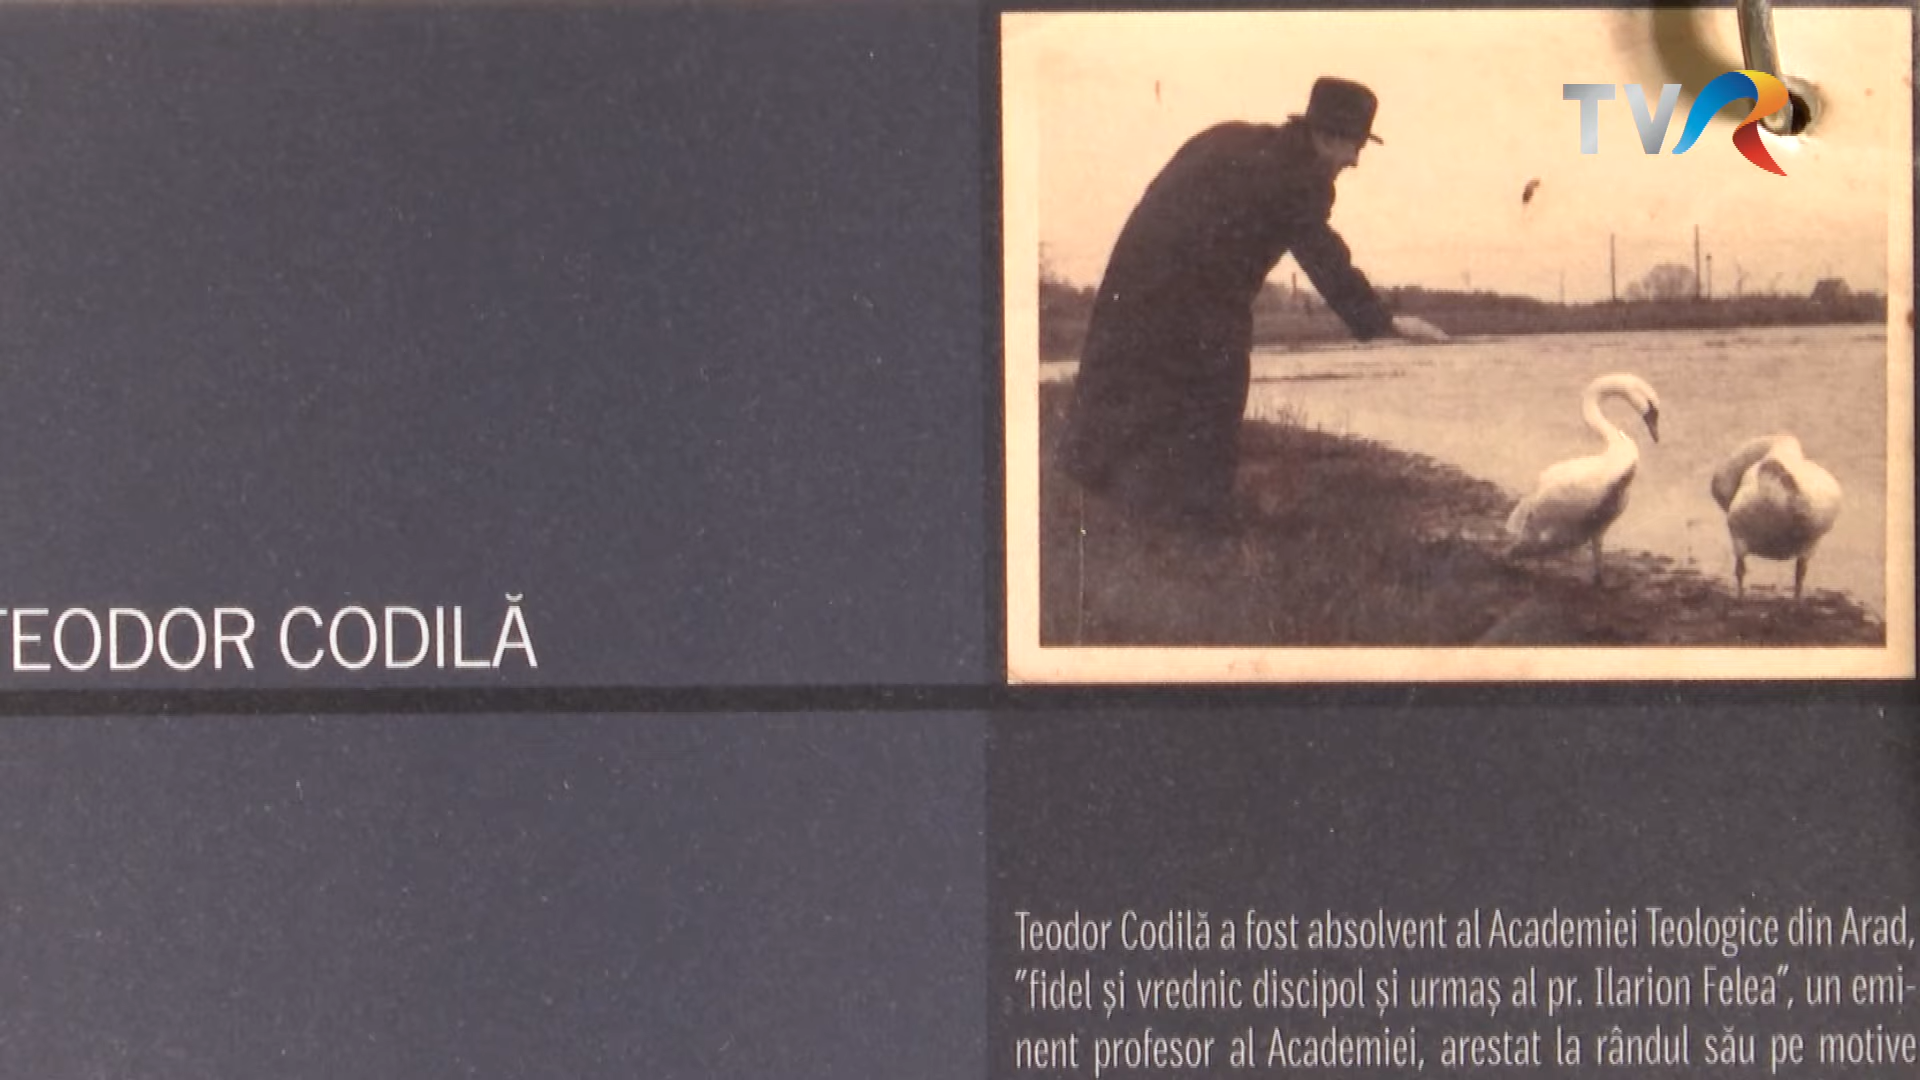 TVR
TEODOR CODILĂ
Teodor Codilă a fost absolvent al Academiei Teologice din Arad,
"fidel și vrednic discipol și urmaș al pr. Ilarion Felea", un emi-
nent profesor al Academiei, arestat la rândul său pe motive